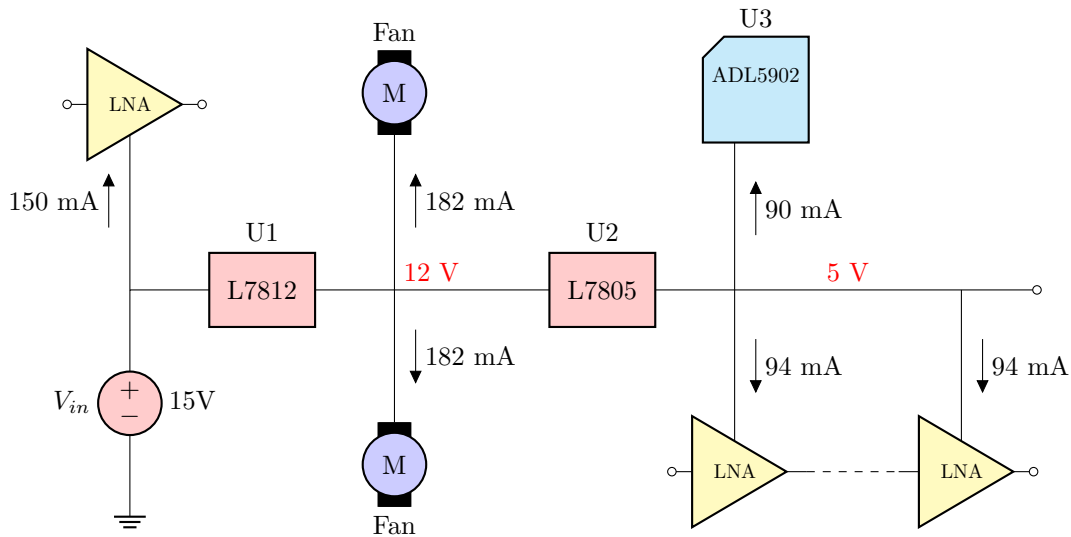 U3
Fan
ADL5902
LNA
M
150 mA
182 mA
90 mA
U1
U2
12 V
5 V
L7812
L7805
182 mA
94 mA
94 mA
V_in
+
−
15V
M
LNA
LNA
Fan